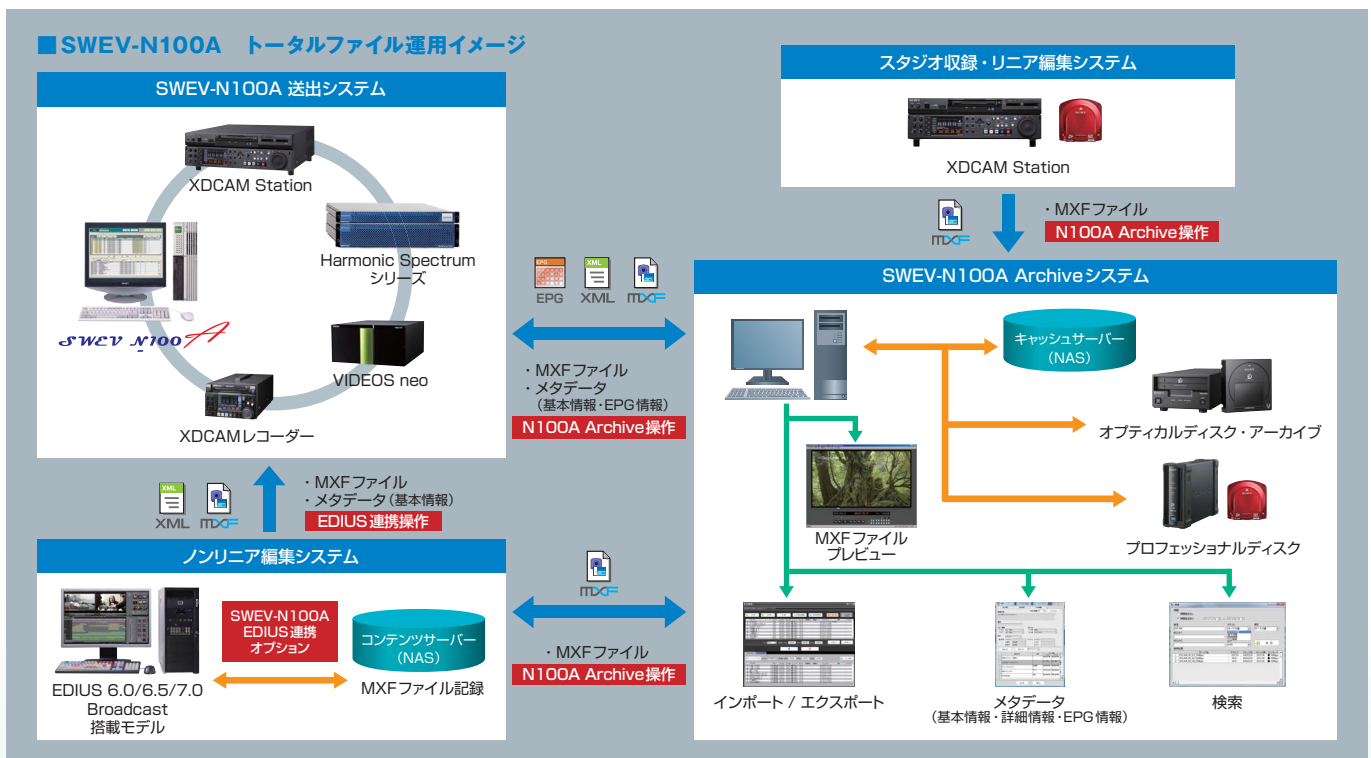 ■SWEV-N100A トータルファイル運用イメージ
SWEV-N100A 送出システム
XDCAM Station
Harmonic Spectrum
シリーズ
SWEV N100A
VIDEOS neo
XDCAMレコーダー
EPG
XML
EPG
XML
MXF
・MXFファイル
・メタデータ
(基本情報・EPG情報)
N100A Archive操作
スタジオ収録・リニア編集システム
XDCAM Station
MXF
・MXFファイル
N100A Archive操作
SWEV-N100A Archiveシステム
キャッシュサーバー
(NAS)
オプティカルディスク・アーカイブ
プロフェッショナルディスク
MXFファイル
プレビュー
インポート / エクスポート
メタデータ
(基本情報・詳細情報・EPG情報)
検索
XML
XML
MXF
・MXFファイル
・メタデータ(基本情報)
EDIUS連携操作
ノンリニア編集システム
SWEV-N100A
EDIUS連携
オプション
コンテンツサーバー
(NAS)
MXFファイル記録
EDIUS 6.0/6.5/7.0
Broadcast
搭載モデル
MXF
・MXFファイル
N100A Archive操作